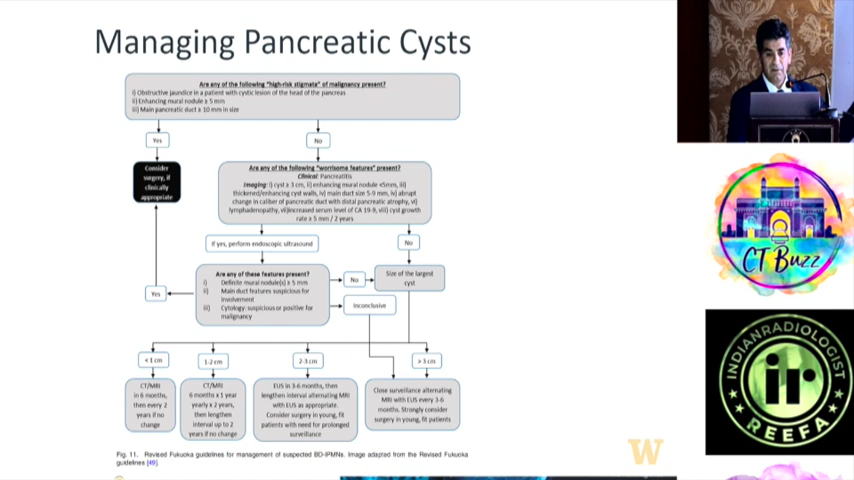 Managing Pancreatic Cysts
Are any of the following "high-risk stigmata" of malignancy present?
i) Obstructive jaundice in a patient with cystic lesion of the head of the pancreas
ii) Enhancing mural nodule ≥ 5 mm
iii) Main pancreatic duct ≥ 10 mm in size
Yes
No
Consider
surgery, if
clinically
appropriate
Are any of the following "worrisome features" present?
Clinical: Pancreatitis
Imaging: i) cyst ≥ 3 cm, ii) enhancing mural nodule <5mm, iii)
thickened/enhancing cyst walls, iv) main duct size 5-9 mm, iv) abrupt
change in caliber of pancreatic duct with distal pancreatic atrophy, vi)
lymphadenopathy, vii)increased serum level of CA 19-9, viii) cyst growth
rate ≥ 5 mm / 2 years
If yes, perform endoscopic ultrasound
No
Are any of these features present?
i) Definite mural nodule(s) ≥ 5 mm
ii) Main duct features suspicious for
involvement
iii) Cytology: suspicious or positive for
malignancy
Yes
No
Inconclusive
Size of the largest
cyst
< 1 cm
1-2 cm
2-3 cm
> 3 cm
CT/MRI
in 6 months,
then every 2
years if no
change
CT/MRI
6 months x 1 year
yearly x 2 years,
then lengthen
interval up to 2
years if no change
EUS in 3-6 months, then
lengthen interval alternating MRI
with EUS as appropriate.
Consider surgery in young, fit
patients with need for prolonged
surveillance
Close surveillance alternating
MRI with EUS every 3-6
months. Strongly consider
surgery in young, fit patients
Fig. 11. Revised Fukuoka guidelines for management of suspected BD-IPMNs. Image adapted from the Revised Fukuoka
guidelines [49].
W
CT Buzz
INDIANRADIOLOGIST
ir
REEFA